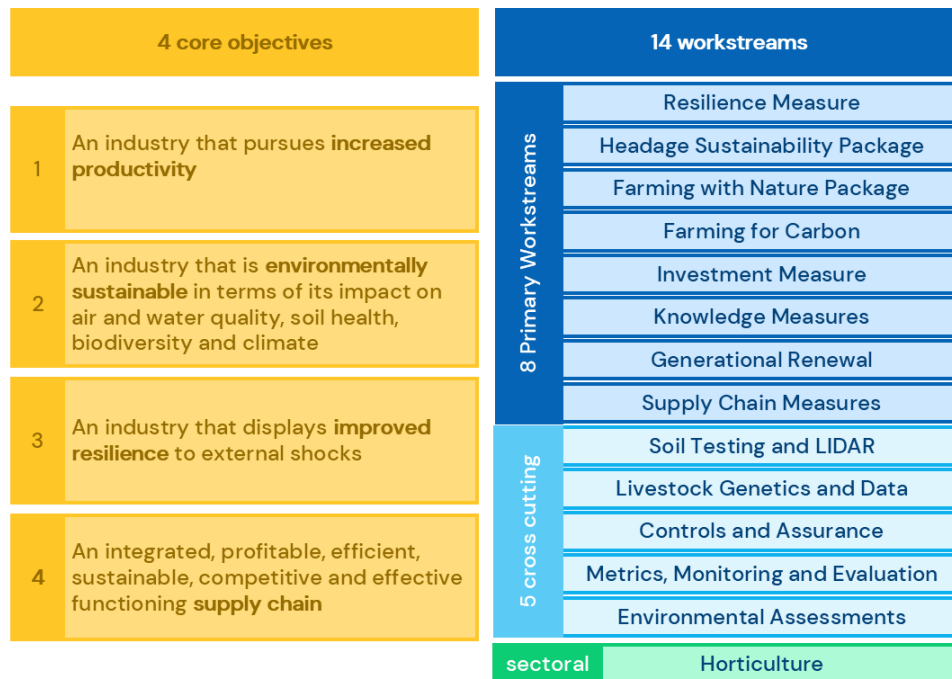 4 core objectives
1
An industry that pursues increased
productivity
2
An industry that is environmentally
sustainable in terms of its impact on
air and water quality, soil health,
biodiversity and climate
3
An industry that displays improved
resilience to external shocks
4
An integrated, profitable, efficient,
sustainable, competitive and effective
functioning supply chain
14 workstreams
8 Primary Workstreams
Resilience Measure
Headage Sustainability Package
Farming with Nature Package
Farming for Carbon
Investment Measure
Knowledge Measures
Generational Renewal
Supply Chain Measures
5 cross cutting
Soil Testing and LIDAR
Livestock Genetics and Data
Controls and Assurance
Metrics, Monitoring and Evaluation
Environmental Assessments
sectoral
Horticulture